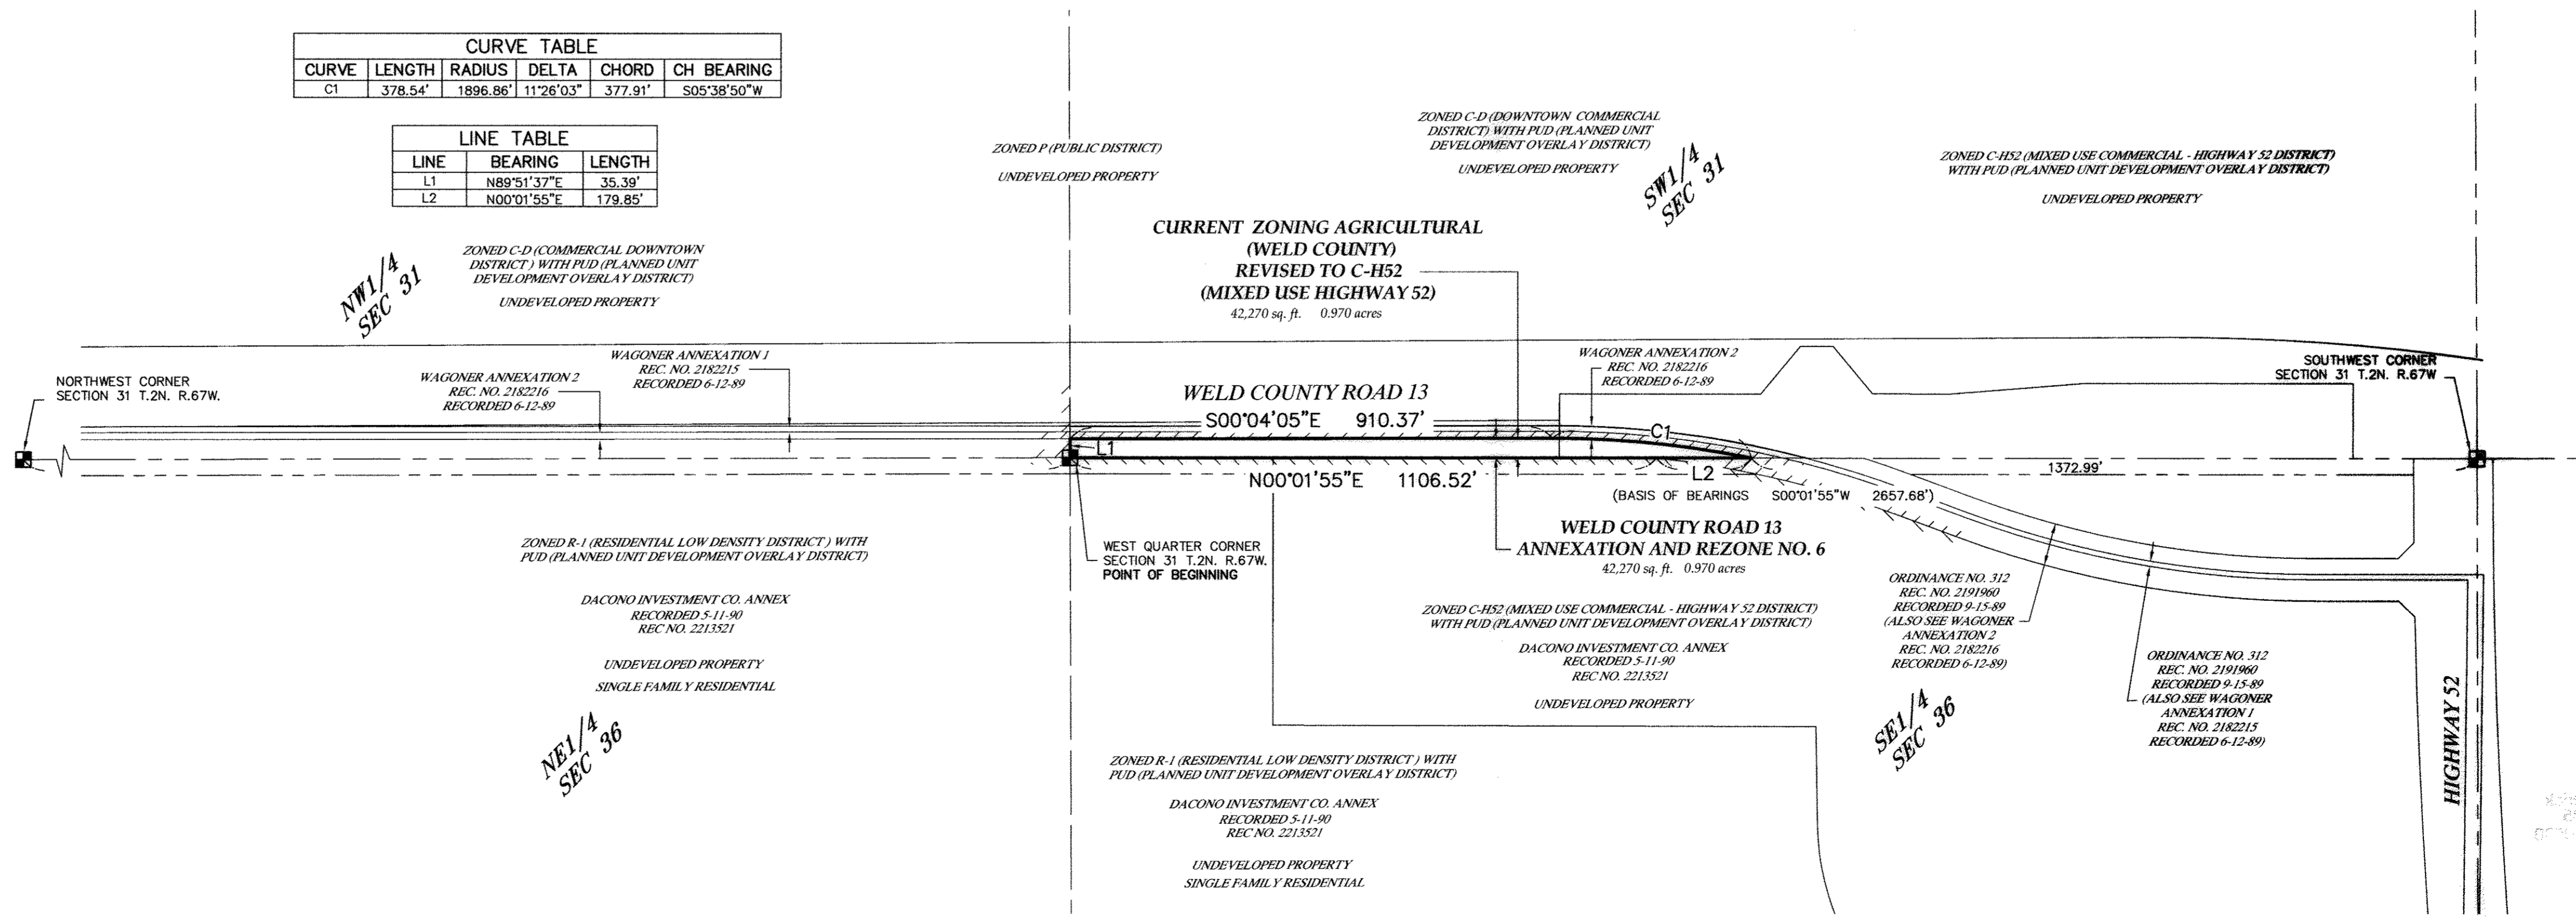 CURVE TABLE
CURVE LENGTH RADIUS DELTA CHORD CH BEARING
C1 378.54' 1896.86' 11°26'03" 377.91' S05°38'50"W
LINE TABLE
LINE BEARING LENGTH
L1 N89°51'37"E 35.39'
L2 N00°01'55"E 179.85'
NW1/4
SEC 31
ZONED C-D (COMMERCIAL DOWNTOWN
DISTRICT ) WITH PUD (PLANNED UNIT
DEVELOPMENT OVERLAY DISTRICT)
UNDEVELOPED PROPERTY
ZONED P (PUBLIC DISTRICT)
UNDEVELOPED PROPERTY
ZONED C-D (DOWNTOWN COMMERCIAL
DISTRICT) WITH PUD (PLANNED UNIT
DEVELOPMENT OVERLAY DISTRICT)
UNDEVELOPED PROPERTY
SW1/4
SEC 31
ZONED C-H52 (MIXED USE COMMERCIAL - HIGHWAY 52 DISTRICT)
WITH PUD (PLANNED UNIT DEVELOPMENT OVERLAY DISTRICT)
UNDEVELOPED PROPERTY
CURRENT ZONING AGRICULTURAL
(WELD COUNTY)
REVISED TO C-H52
(MIXED USE HIGHWAY 52)
42,270 sq. ft. 0.970 acres
NORTHWEST CORNER
SECTION 31 T.2N. R.67W.
WAGONER ANNEXATION 2
REC. NO. 2182216
RECORDED 6-12-89
WAGONER ANNEXATION 1
REC. NO. 2182215
RECORDED 6-12-89
WELD COUNTY ROAD 13
S00°04'05"E 910.37'
WAGONER ANNEXATION 2
REC. NO. 2182216
RECORDED 6-12-89
SOUTHWEST CORNER
SECTION 31 T.2N. R.67W
L1
C1
L2
N00°01'55"E 1106.52'
1372.99'
(BASIS OF BEARINGS S00°01'55"W 2657.68')
WELD COUNTY ROAD 13
ANNEXATION AND REZONE NO. 6
42,270 sq. ft. 0.970 acres
WEST QUARTER CORNER
SECTION 31 T.2N. R.67W.
POINT OF BEGINNING
ZONED R-1 (RESIDENTIAL LOW DENSITY DISTRICT ) WITH
PUD (PLANNED UNIT DEVELOPMENT OVERLAY DISTRICT)
DACONO INVESTMENT CO. ANNEX
RECORDED 5-11-90
REC NO. 2213521
UNDEVELOPED PROPERTY
SINGLE FAMILY RESIDENTIAL
NE1/4
SEC 36
ZONED C-H52 (MIXED USE COMMERCIAL - HIGHWAY 52 DISTRICT)
WITH PUD (PLANNED UNIT DEVELOPMENT OVERLAY DISTRICT)
DACONO INVESTMENT CO. ANNEX
RECORDED 5-11-90
REC NO. 2213521
UNDEVELOPED PROPERTY
ORDINANCE NO. 312
REC. NO. 2191960
RECORDED 9-15-89
(ALSO SEE WAGONER
ANNEXATION 2
REC. NO. 2182216
RECORDED 6-12-89)
ORDINANCE NO. 312
REC. NO. 2191960
RECORDED 9-15-89
(ALSO SEE WAGONER
ANNEXATION 1
REC. NO. 2182215
RECORDED 6-12-89)
SE1/4
SEC 36
HIGHWAY 52
ZONED R-1 (RESIDENTIAL LOW DENSITY DISTRICT ) WITH
PUD (PLANNED UNIT DEVELOPMENT OVERLAY DISTRICT)
DACONO INVESTMENT CO. ANNEX
RECORDED 5-11-90
REC NO. 2213521
UNDEVELOPED PROPERTY
SINGLE FAMILY RESIDENTIAL